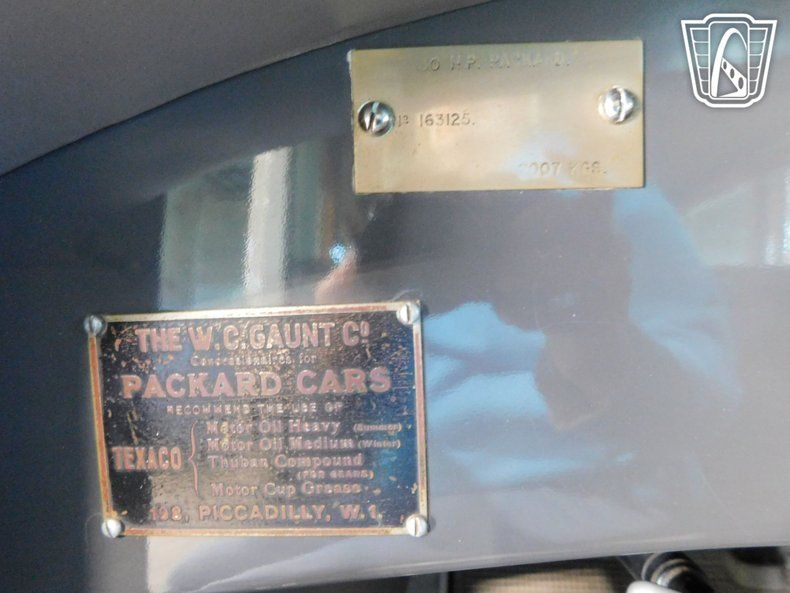 Nº 163125.
KGS.
THE W.C. GAUNT Cº
Concessionaires for
PACKARD CARS
RECOMMEND THE USE OF
Motor Oil Heavy (Summer)
Motor Oil Medium (Winter)
TEXACO
Thuban Compound
(FOR GEARS)
Motor Cup Grease
PICCADILLY, W.1.